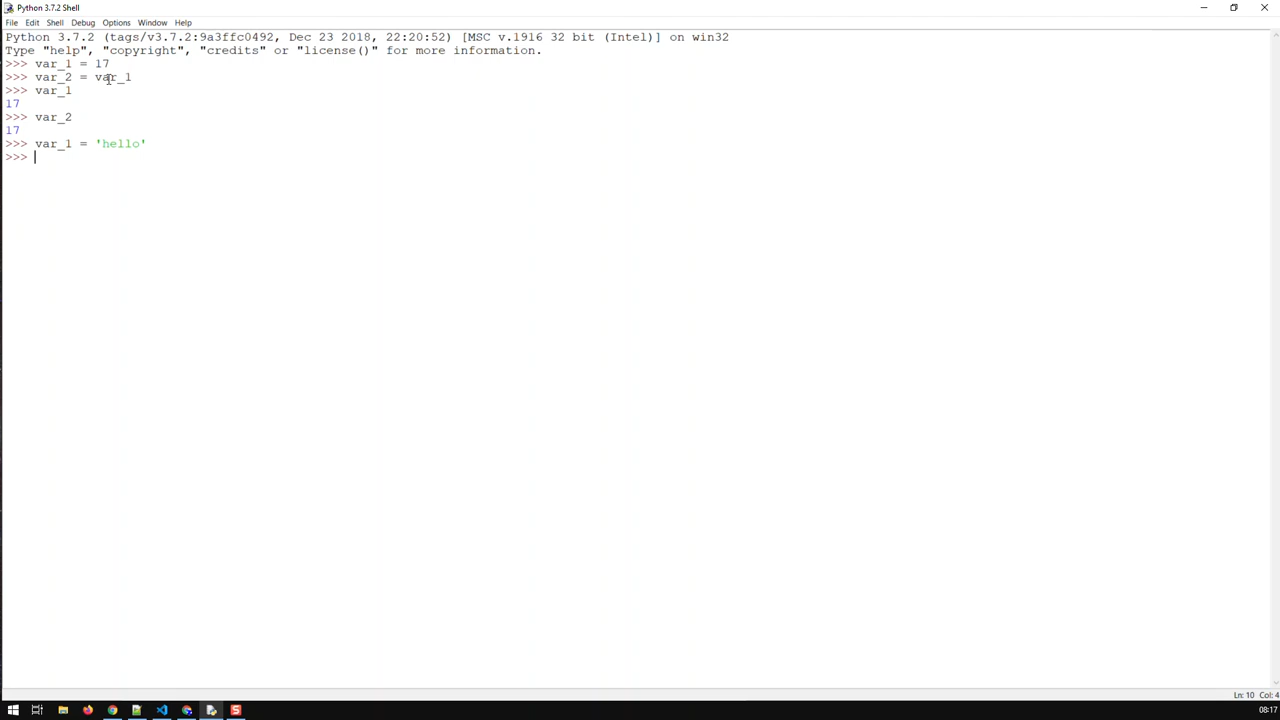 Python 3.7.2 Shell
File Edit Shell Debug Options Window Help
Python 3.7.2 (tags/v3.7.2:9a3ffc0492, Dec 23 2018, 22:20:52) [MSC v.1916 32 bit (Intel)] on win32
Type "help", "copyright", "credits" or "license()" for more information.
>>> var_1 = 17
>>> var_2 = var_1
>>> var_1
17
>>> var_2
17
>>> var_1 = 'hello'
>>>
Ln: 10 Col: 4
08:17